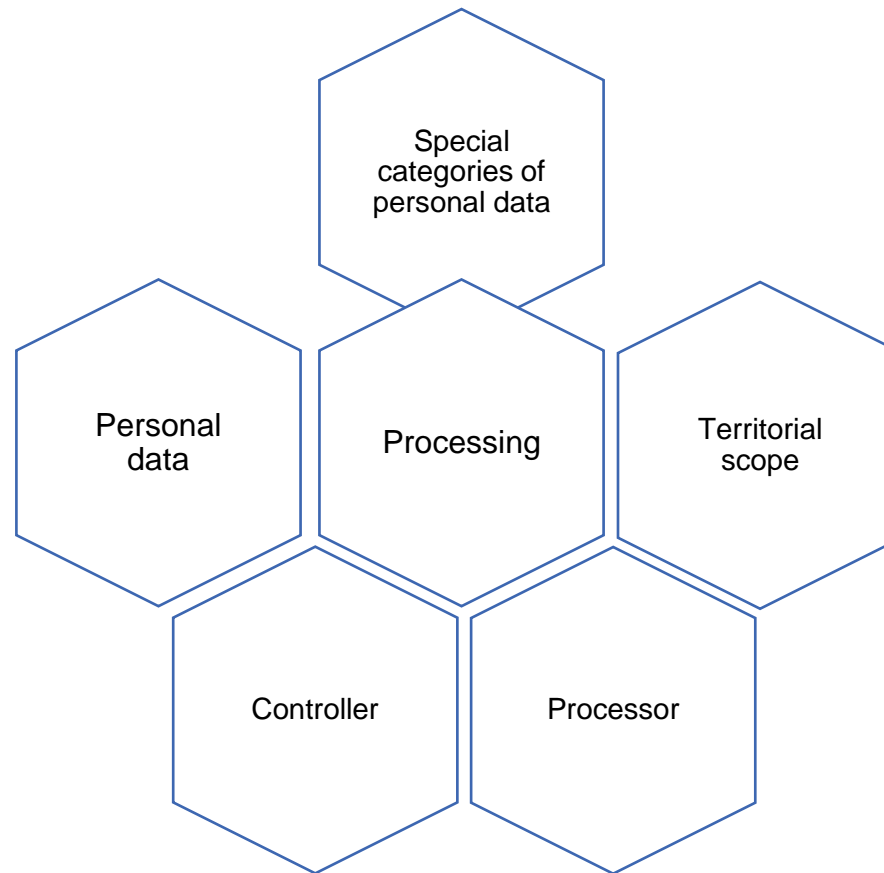 Special
categories of
personal data
Personal
data
Processing
Territorial
scope
Controller
Processor